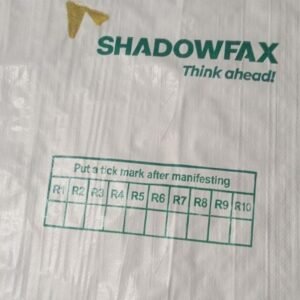 SHADOWFAX
Think ahead!
Put a tick mark after manifesting
R1 R2 R3 R4 R5 R6 R7 R8 R9 R10